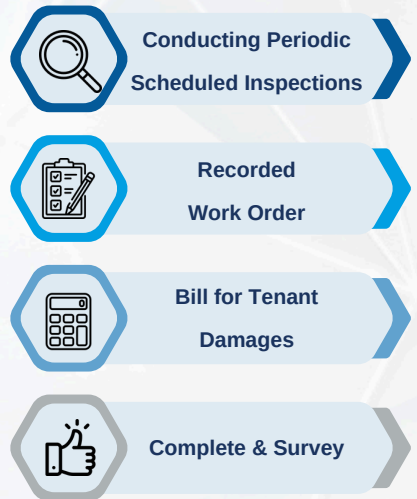 Conducting Periodic
Scheduled Inspections
Recorded
Work Order
Bill for Tenant
Damages
Complete & Survey